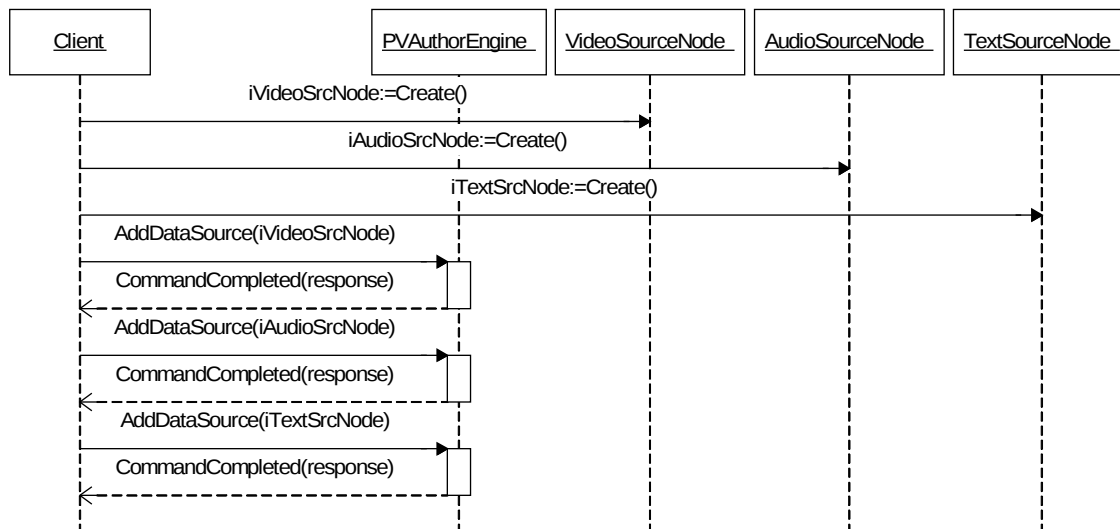 Client
PVAuthorEngine
VideoSourceNode
AudioSourceNode
TextSourceNode
iVideoSrcNode:=Create()
iAudioSrcNode:=Create()
iTextSrcNode:=Create()
AddDataSource(iVideoSrcNode)
CommandCompleted(response)
AddDataSource(iAudioSrcNode)
CommandCompleted(response)
AddDataSource(iTextSrcNode)
CommandCompleted(response)